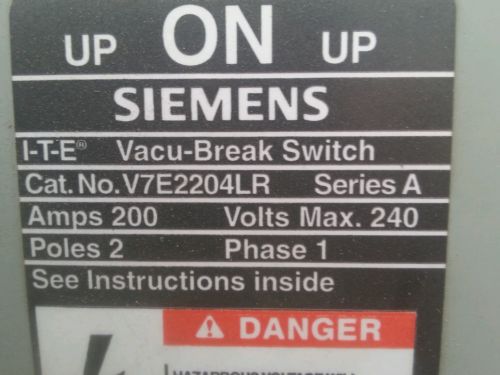 UP ON UP
SIEMENS
I-T-E® Vacu-Break Switch
Cat. No. V7E2204LR Series A
Amps 200 Volts Max. 240
Poles 2 Phase 1
See Instructions inside
DANGER